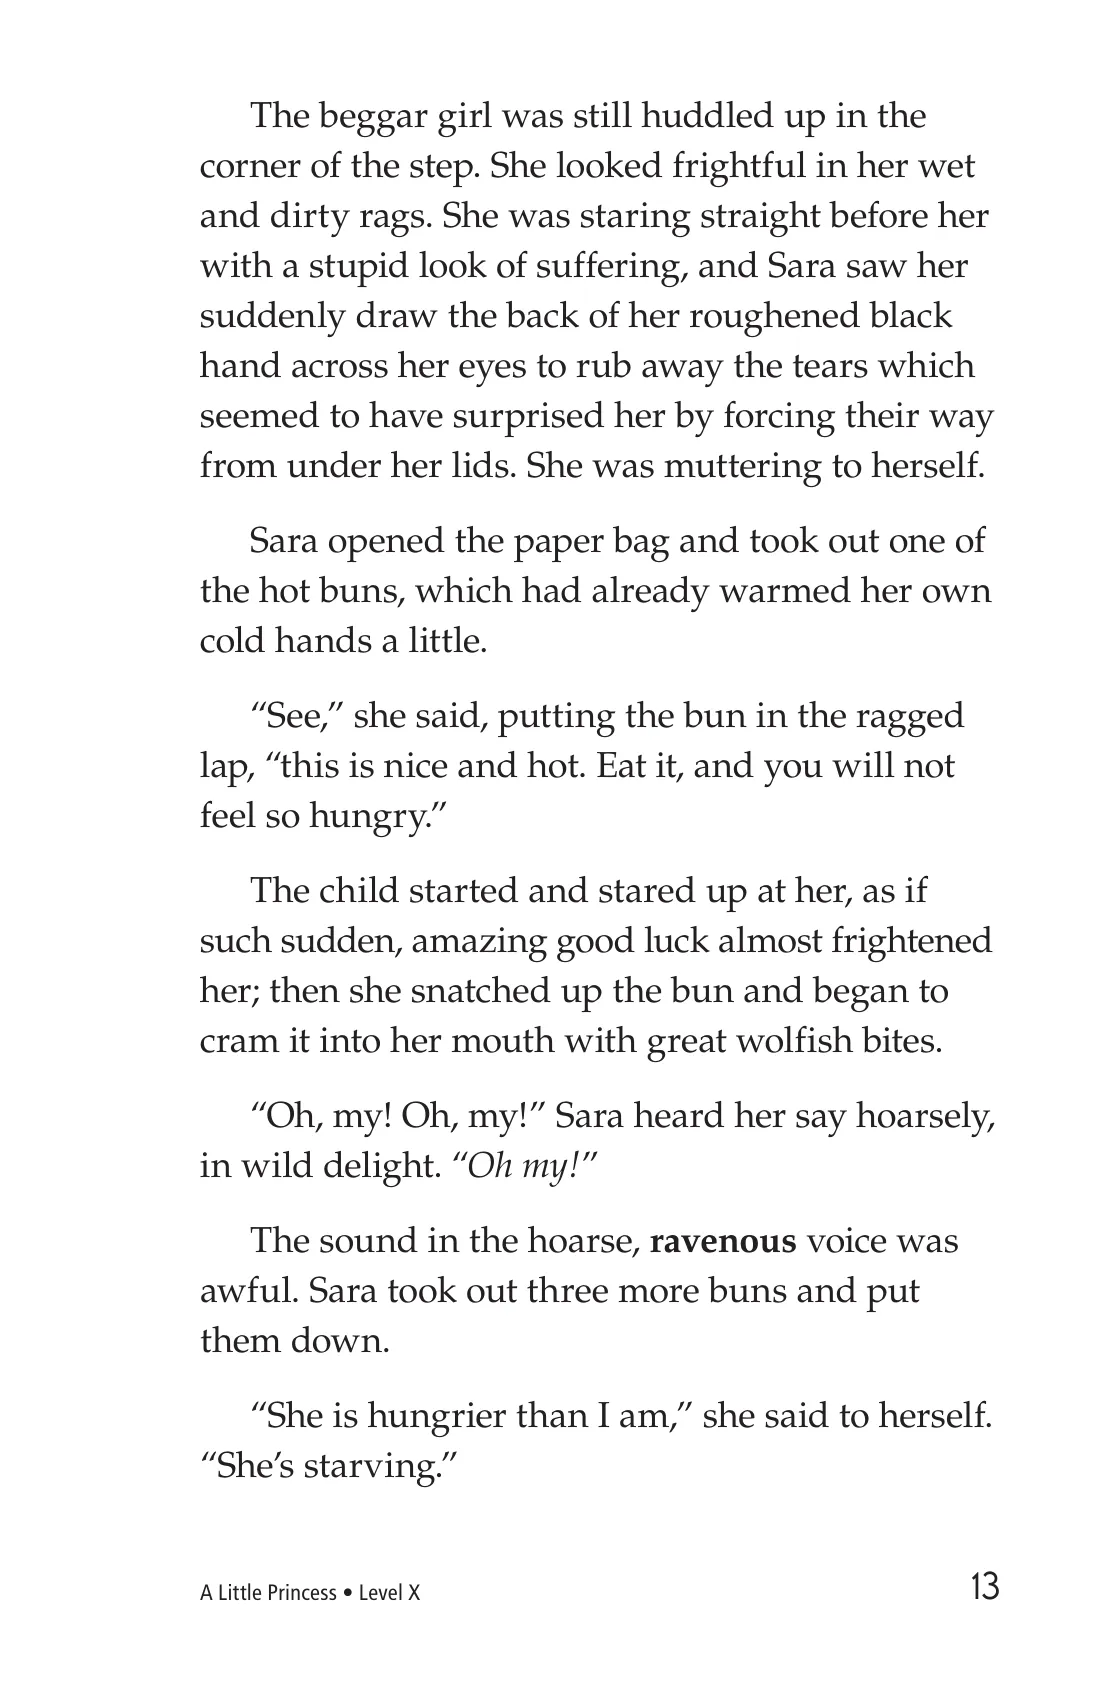 The beggar girl was still huddled up in the
corner of the step. She looked frightful in her wet
and dirty rags. She was staring straight before her
with a stupid look of suffering, and Sara saw her
suddenly draw the back of her roughened black
hand across her eyes to rub away the tears which
seemed to have surprised her by forcing their way
from under her lids. She was muttering to herself.
Sara opened the paper bag and took out one of
the hot buns, which had already warmed her own
cold hands a little.
“See,” she said, putting the bun in the ragged
lap, “this is nice and hot. Eat it, and you will not
feel so hungry.”
The child started and stared up at her, as if
such sudden, amazing good luck almost frightened
her; then she snatched up the bun and began to
cram it into her mouth with great wolfish bites.
“Oh, my! Oh, my!” Sara heard her say hoarsely,
in wild delight. “Oh my!”
The sound in the hoarse, ravenous voice was
awful. Sara took out three more buns and put
them down.
“She is hungrier than I am,” she said to herself.
“She’s starving.”
A Little Princess • Level X
13